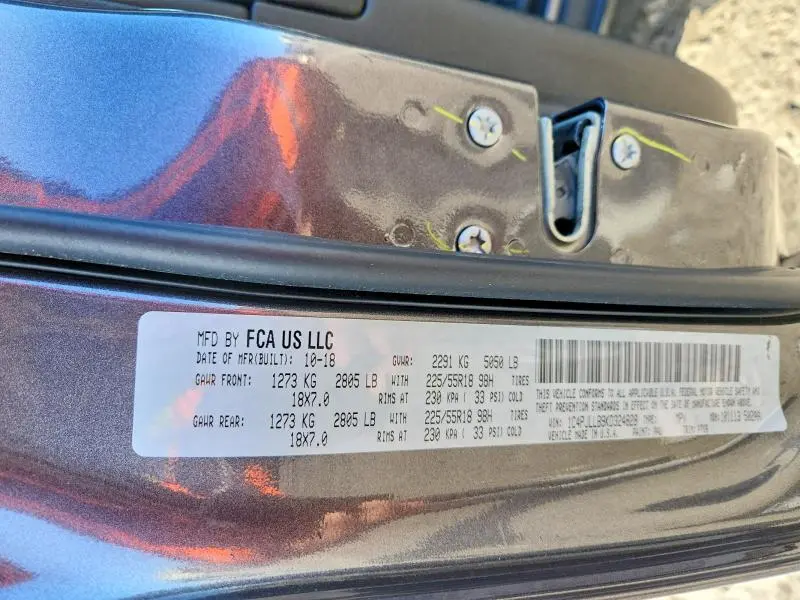 MFD BY FCA US LLC
DATE OF MFR(BUILT): 10-18 GVWR: 2291 KG 5050 LB
GAWR FRONT: 1273 KG 2805 LB WITH 225/55R18 98H TIRES
18X7.0 RIMS AT 230 KPA ( 33 PSI) COLD
GAWR REAR: 1273 KG 2805 LB WITH 225/55R18 98H TIRES
18X7.0 RIMS AT 230 KPA ( 33 PSI) COLD
THIS VEHICLE CONFORMS TO ALL APPLICABLE U.S.A. FEDERAL MOTOR VEHICLE SAFETY AND
THEFT PREVENTION STANDARDS IN EFFECT ON THE DATE OF MANUFACTURE SHOWN ABOVE.
VIN: TYPE: MPV
VEHICLE MADE IN U.S.A. PAINT: